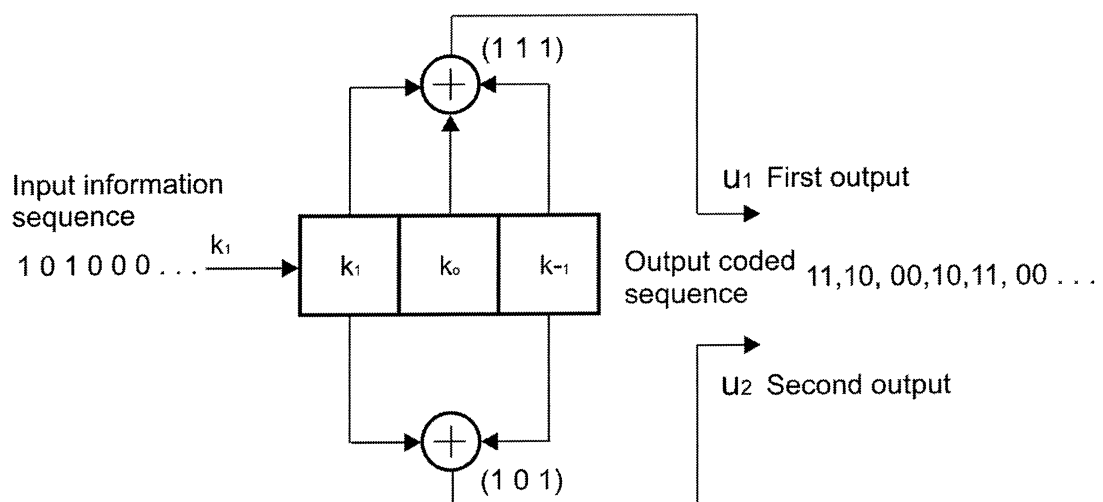 (1 1 1)
Input information
sequence
1 0 1 0 0 0 . . .
k₁
u₁ First output
k₁
kₒ
k-₁
Output coded
sequence
11,10, 00,10,11, 00 . . .
u₂ Second output
(1 0 1)